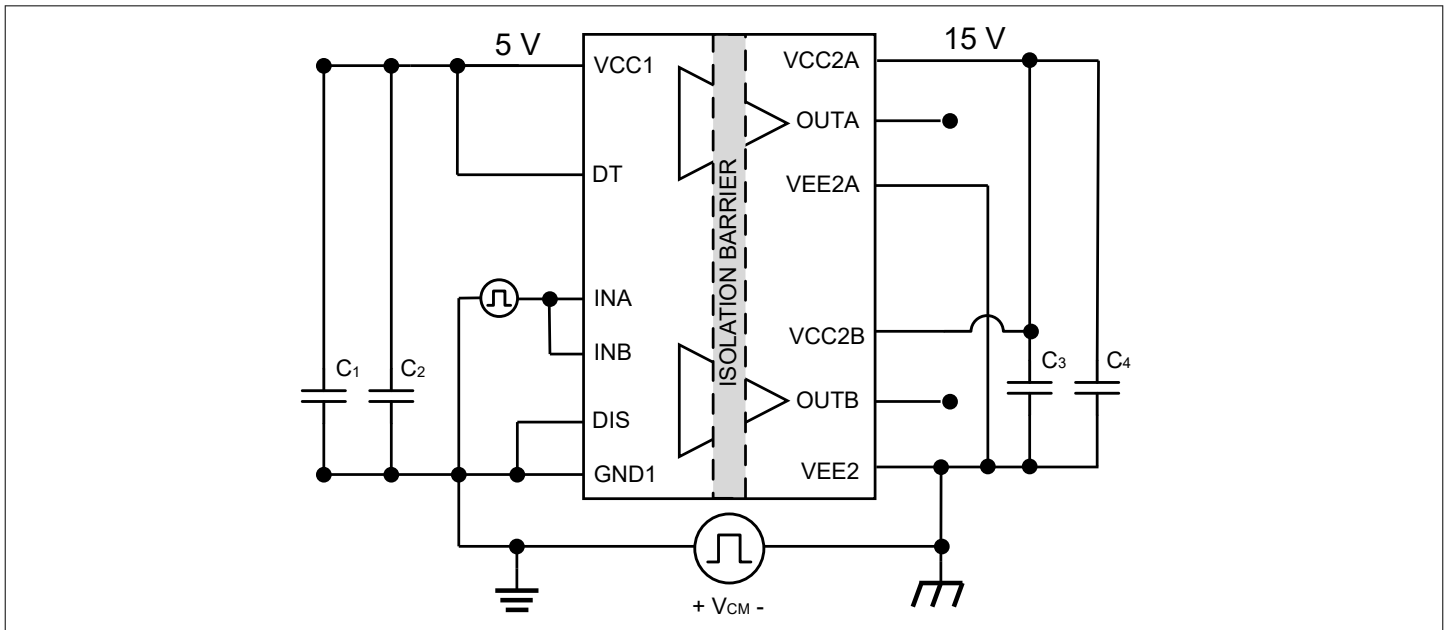 5 V
15 V
VCC1
VCC2A
OUTA
DT
VEE2A
ISOLATION BARRIER
INA
INB
VCC2B
C1
C2
C3
C4
DIS
OUTB
GND1
VEE2
+ VCM -